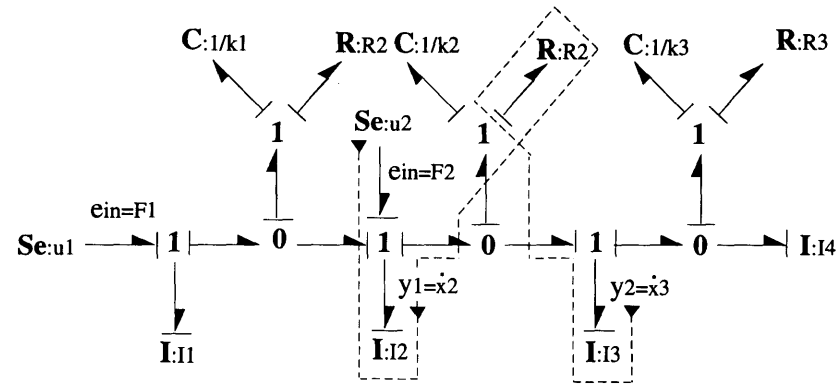 C:1/k1 R:R2 C:1/k2 R:R2 C:1/k3 R:R3
1 Se:u2 1 1
ein=F1 ein=F2
Se:u1 1 0 1 0 1 0 I:I4
y1=ẋ2 y2=ẋ3
I:I1 I:I2 I:I3